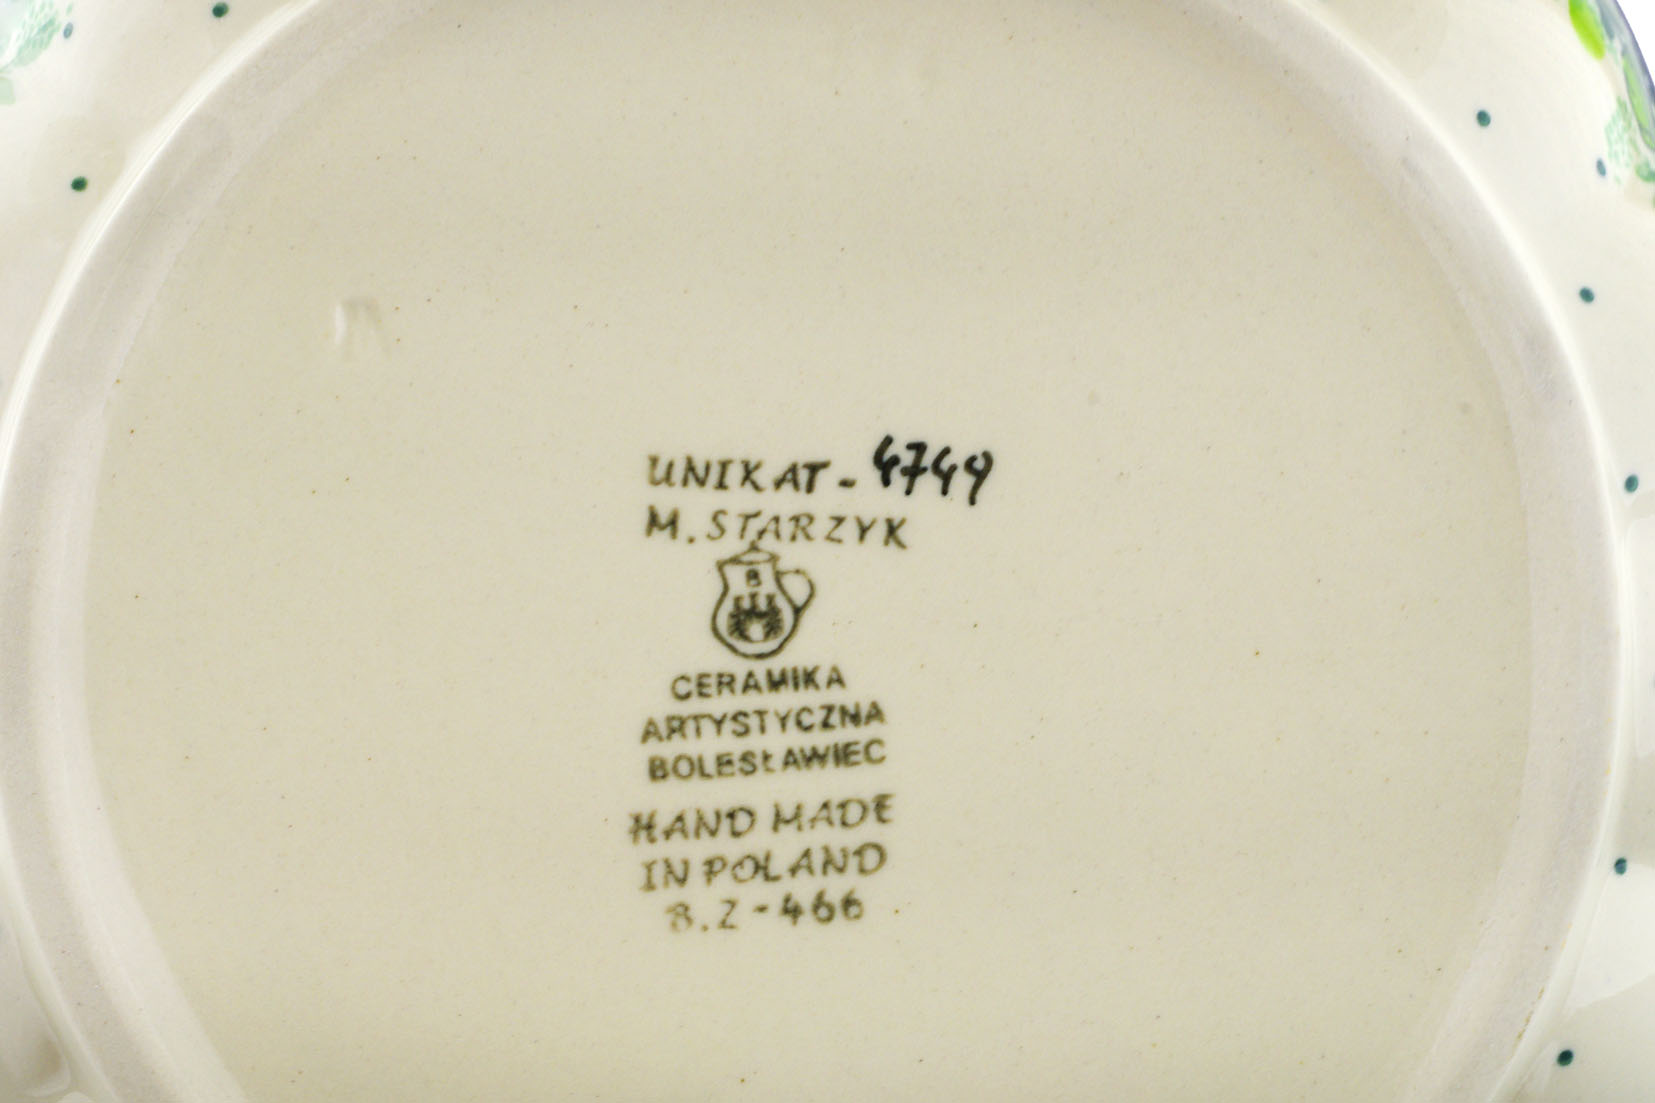 UNIKAT - 4749
M. STARZYK
B
CERAMIKA
ARTYSTYCZNA
BOLESŁAWIEC
HAND MADE
IN POLAND
B.Z-466